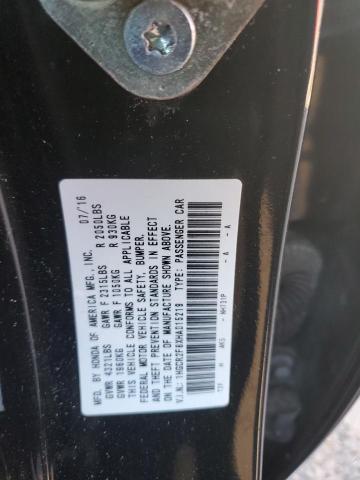 MFD. BY: HONDA OF AMERICA MFG., INC. 07/16
GVWR 4321LBS GAWR F 2315LBS R 2050LBS
GVWR 1960KG GAWR F 1050KG R 930KG
THIS VEHICLE CONFORMS TO ALL APPLICABLE
FEDERAL MOTOR VEHICLE SAFETY, BUMPER,
AND THEFT PREVENTION STANDARDS IN EFFECT
ON THE DATE OF MANUFACTURE SHOWN ABOVE.
V.I.N.: 1HGCR2F8XHA015219 TYPE: PASSENGER CAR
A - A